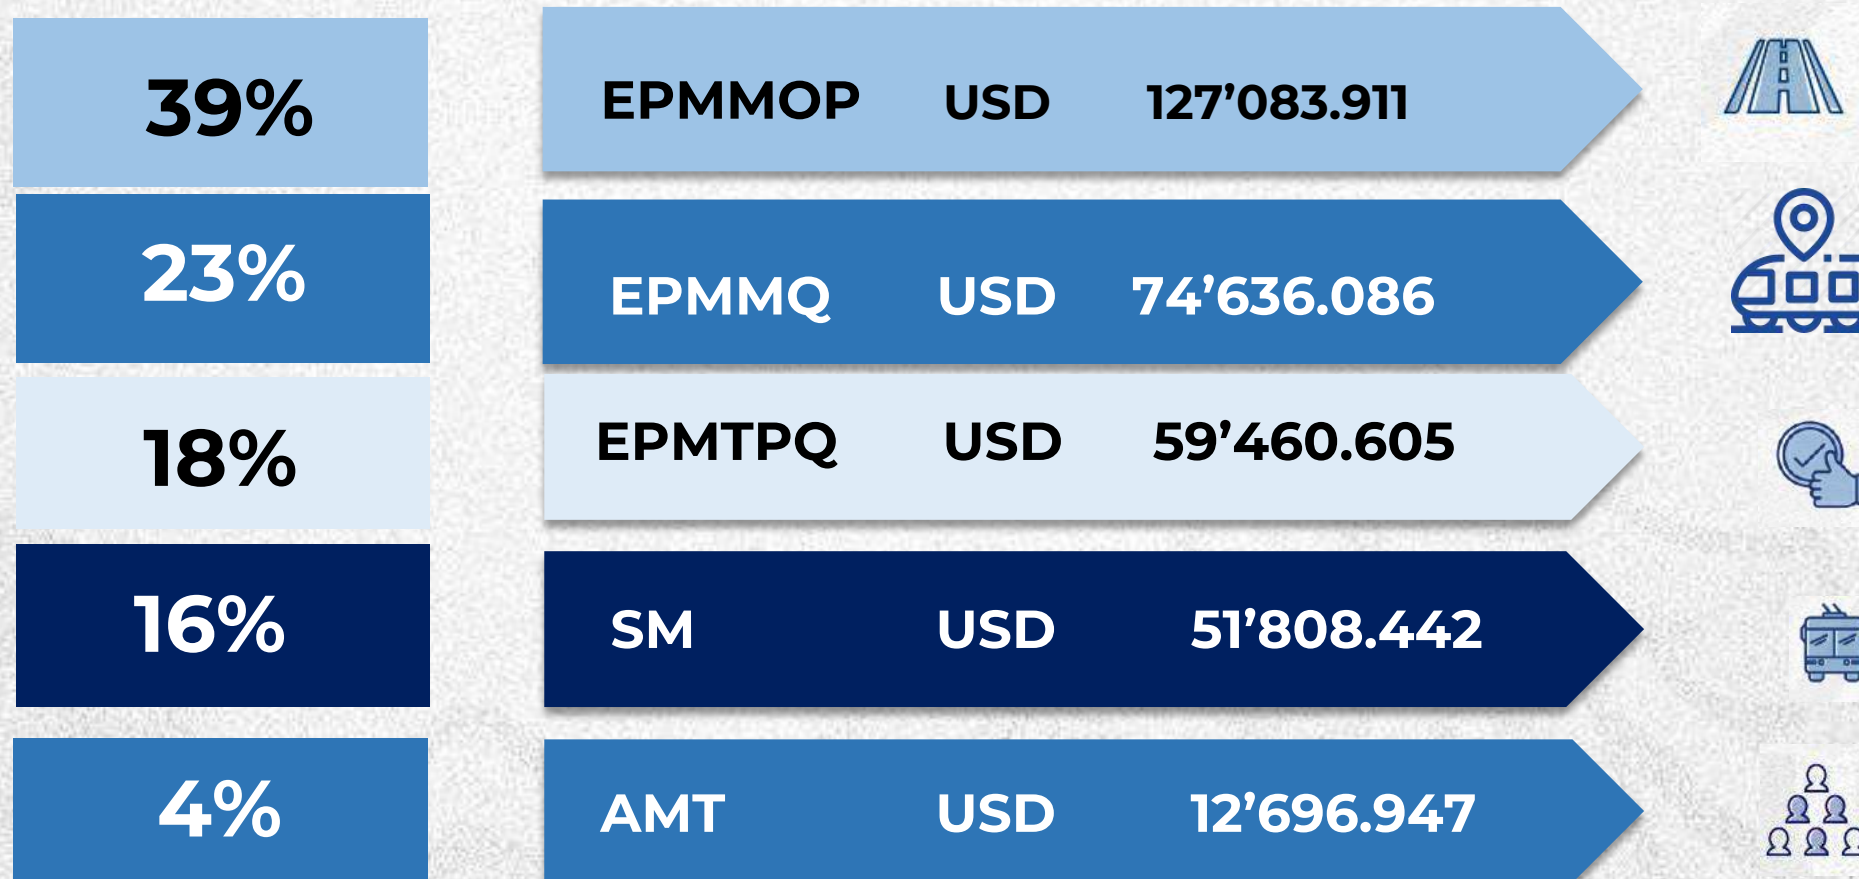 39% EPMMOP USD 127’083.911
23% EPMMQ USD 74’636.086
18% EPMTPQ USD 59’460.605
16% SM USD 51’808.442
4% AMT USD 12’696.947